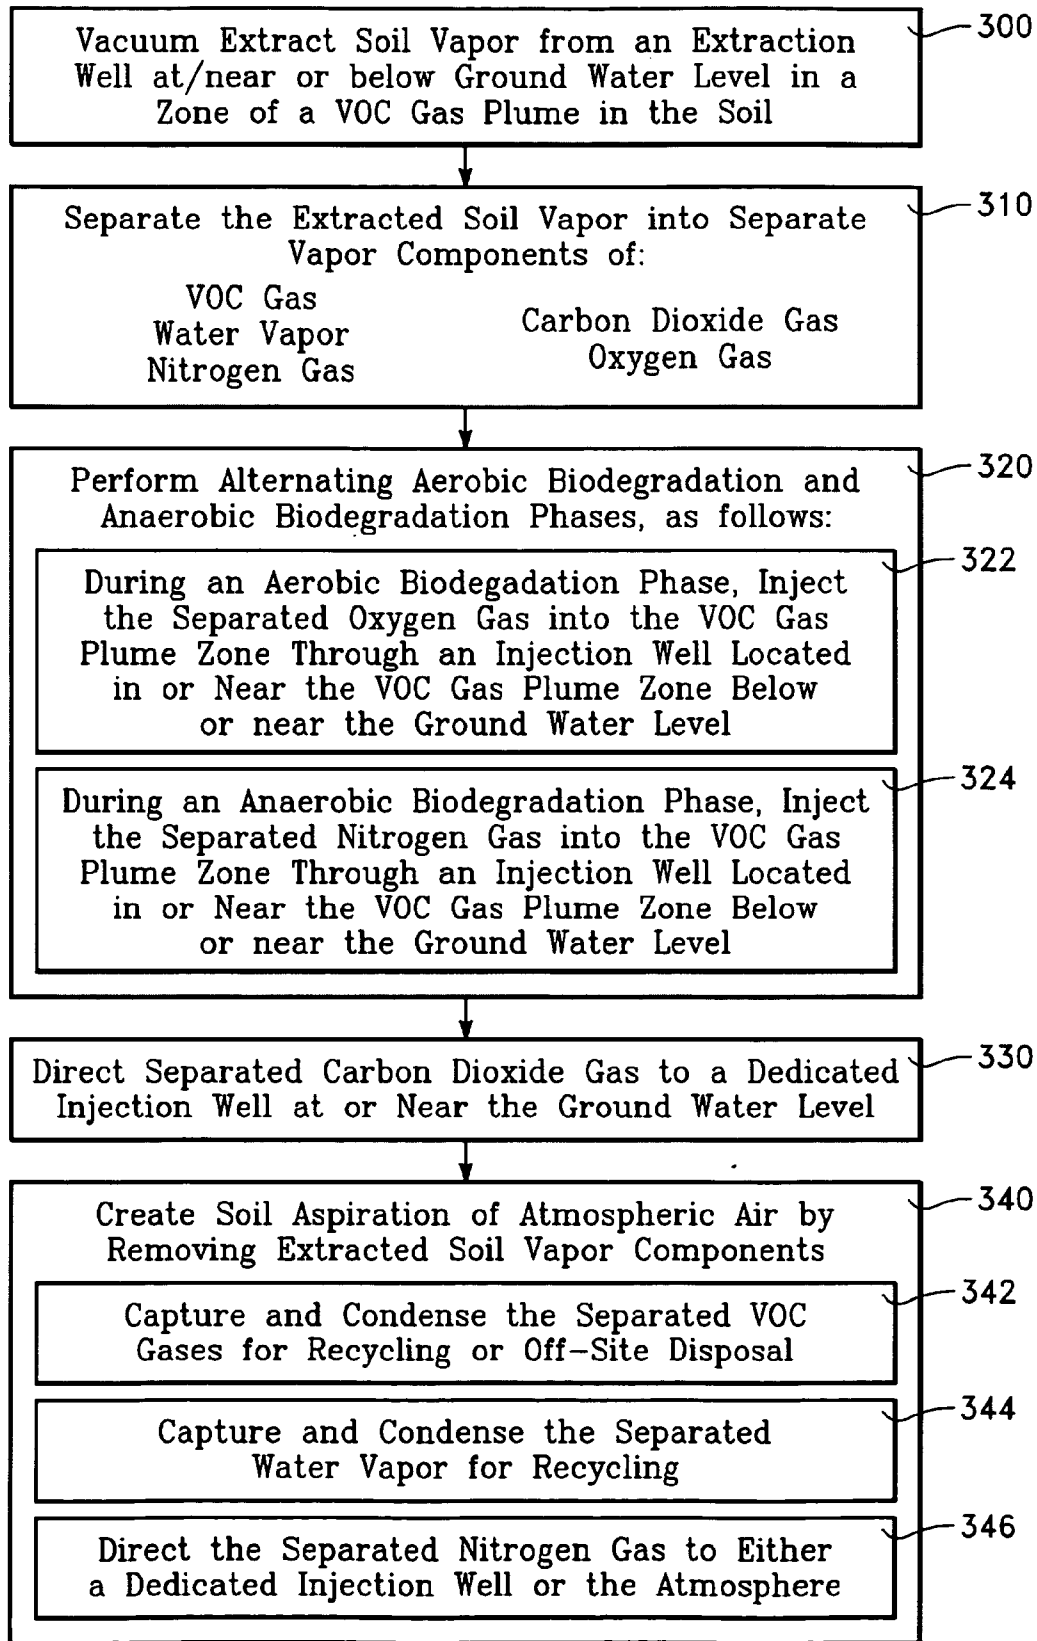 Vacuum Extract Soil Vapor from an Extraction
Well at/near or below Ground Water Level in a
Zone of a VOC Gas Plume in the Soil
300
Separate the Extracted Soil Vapor into Separate
Vapor Components of:
VOC Gas
Water Vapor
Nitrogen Gas
Carbon Dioxide Gas
Oxygen Gas
310
Perform Alternating Aerobic Biodegradation and
Anaerobic Biodegradation Phases, as follows:
320
During an Aerobic Biodegadation Phase, Inject
the Separated Oxygen Gas into the VOC Gas
Plume Zone Through an Injection Well Located
in or Near the VOC Gas Plume Zone Below
or near the Ground Water Level
322
During an Anaerobic Biodegradation Phase, Inject
the Separated Nitrogen Gas into the VOC Gas
Plume Zone Through an Injection Well Located
in or Near the VOC Gas Plume Zone Below
or near the Ground Water Level
324
Direct Separated Carbon Dioxide Gas to a Dedicated
Injection Well at or Near the Ground Water Level
330
Create Soil Aspiration of Atmospheric Air by
Removing Extracted Soil Vapor Components
340
Capture and Condense the Separated VOC
Gases for Recycling or Off-Site Disposal
342
Capture and Condense the Separated
Water Vapor for Recycling
344
Direct the Separated Nitrogen Gas to Either
a Dedicated Injection Well or the Atmosphere
346